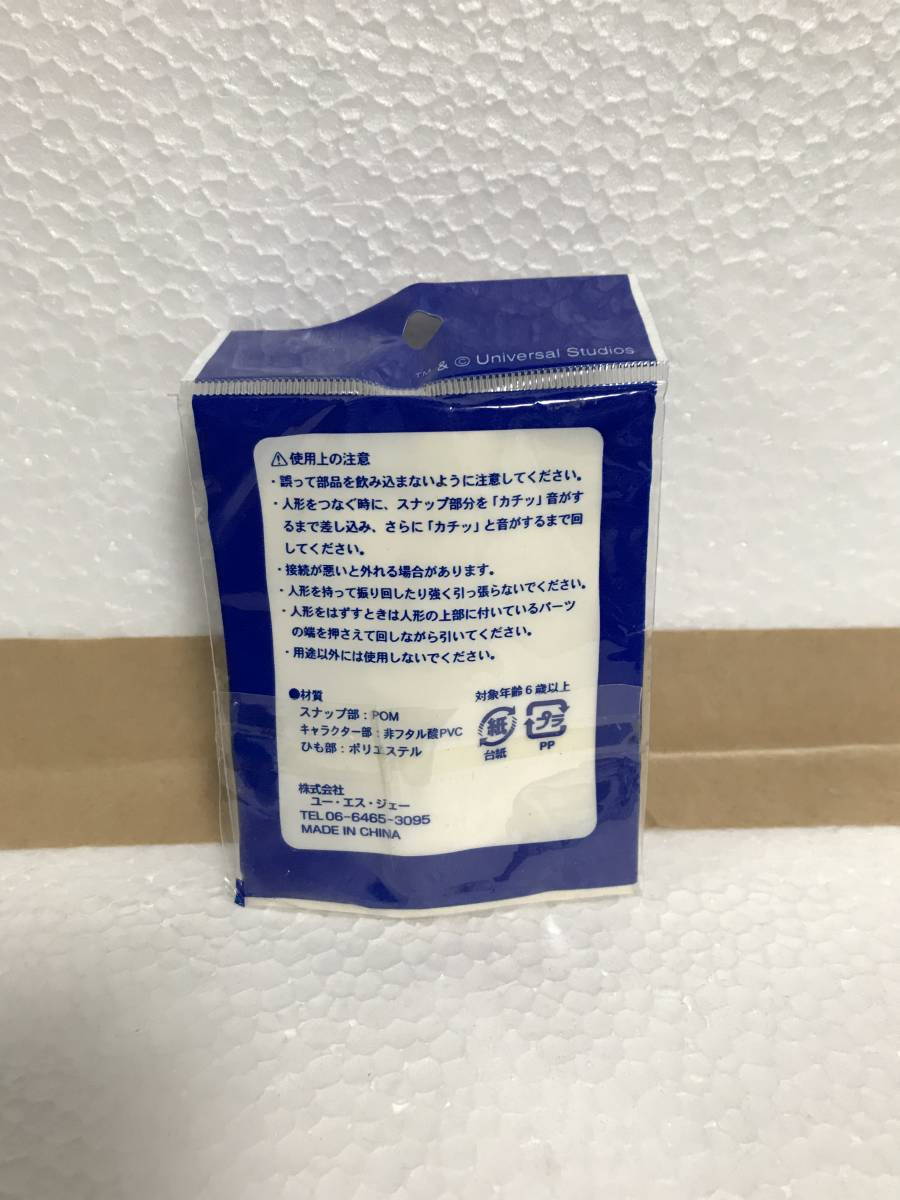 ™ & © Universal Studios
⚠使用上の注意
・誤って部品を飲み込まないように注意してください。
・人形をつなぐ時に、スナップ部分を「カチッ」音がす
るまで差し込み、さらに「カチッ」と音がするまで回
してください。
・接続が悪いと外れる場合があります。
・人形を持って振り回したり強く引っ張らないでください。
・人形をはずすときは人形の上部に付いているパーツ
の端を押さえて回しながら引いてください。
・用途以外には使用しないでください。
●材質
スナップ部：POM
キャラクター部：非フタル酸PVC
ひも部：ポリエステル
対象年齢6歳以上
紙
プラ
台紙
PP
株式会社
ユー・エス・ジェー
TEL 06-6465-3095
MADE IN CHINA